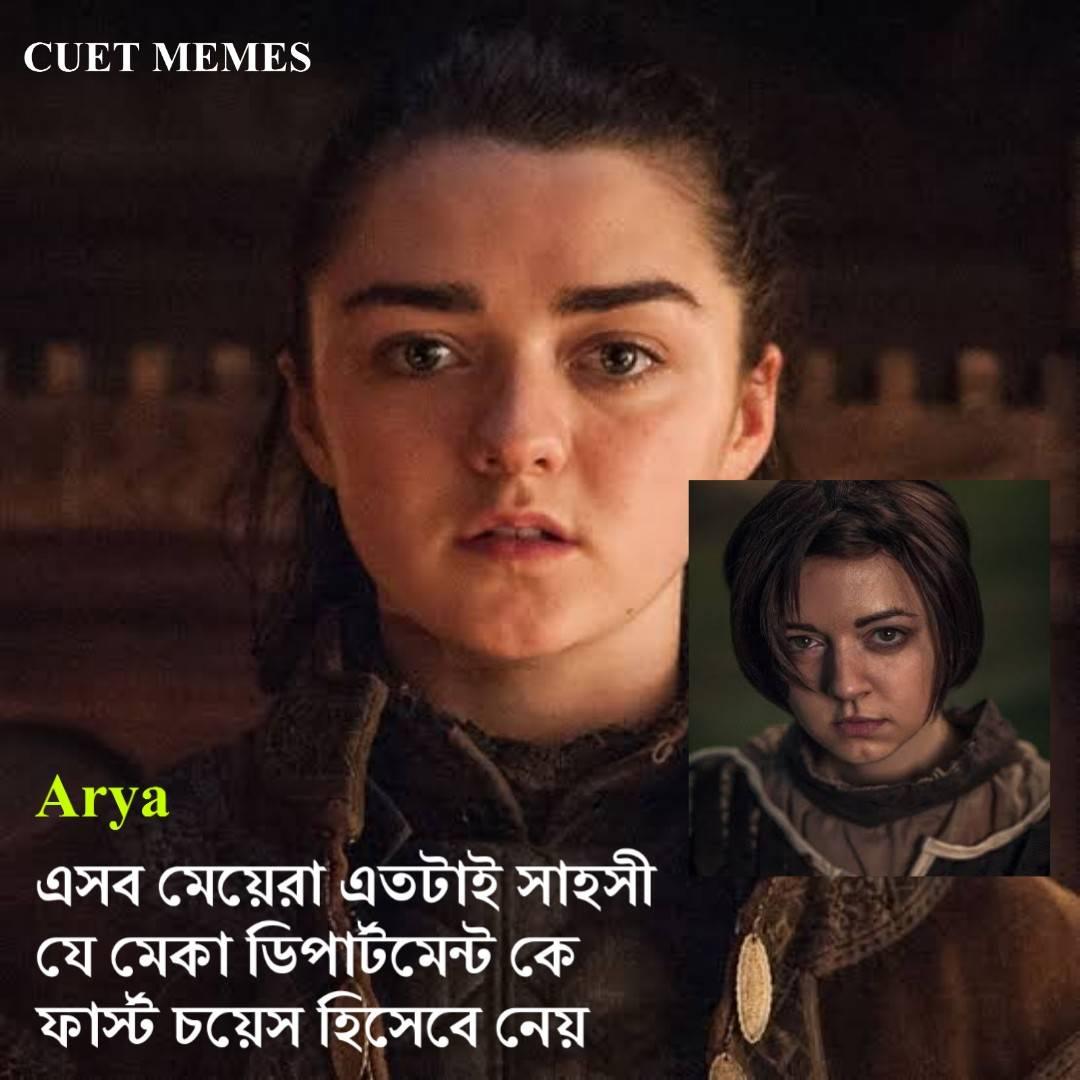 CUET MEMES
Arya
এসব মেয়েরা এতটাই সাহসী
যে মেকা ডিপার্টমেন্ট কে
ফার্স্ট চয়েস হিসেবে নেয়